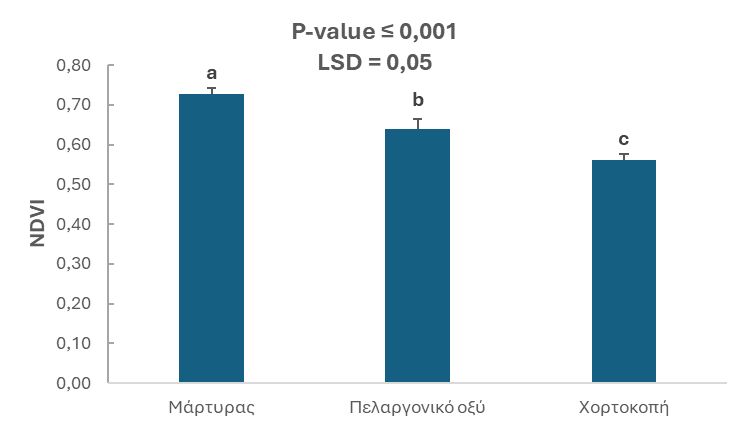 P-value ≤ 0,001
LSD = 0,05
0,80
0,70
0,60
0,50
0,40
0,30
0,20
0,10
0,00
NDVI
a
b
c
Μάρτυρας
Πελαργονικό οξύ
Χορτοκοπή